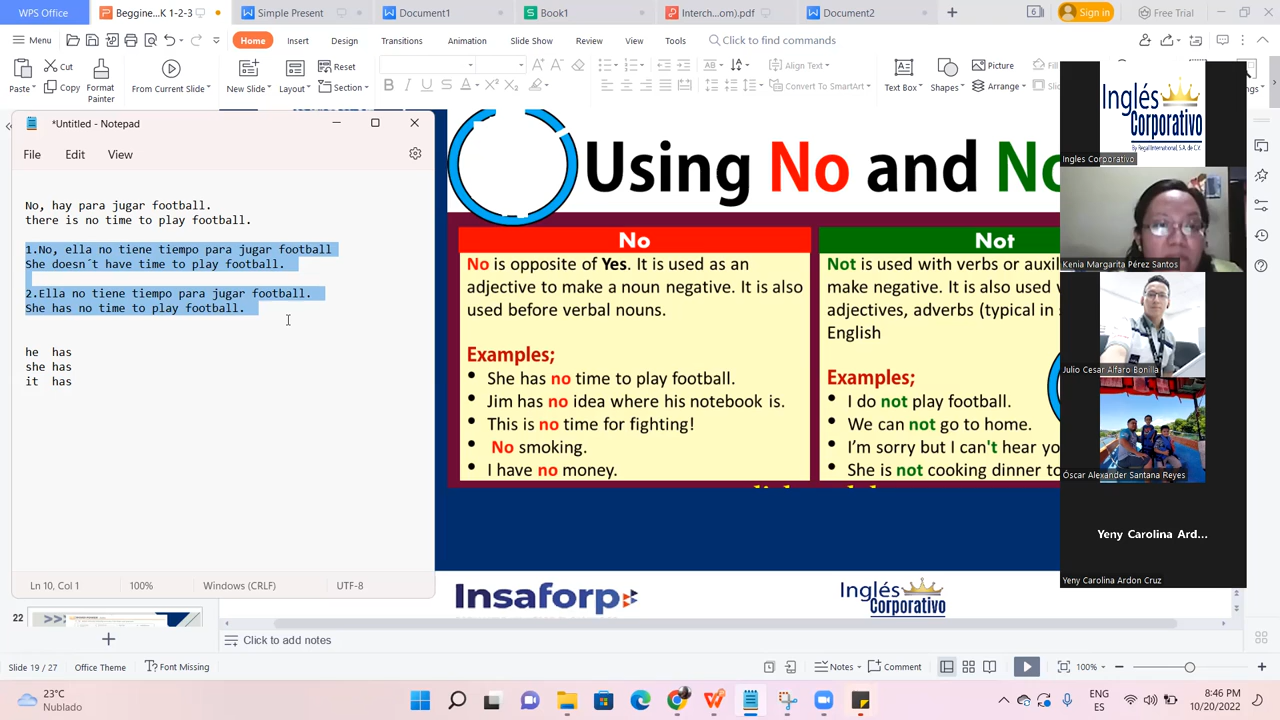 W PS
Beggine... K 1-2-3
Document1
Book1
Inform...om).pdf
Document2
6
Sign in
Menu
Home
Insert
Design
Transitions
Animation
Slide Show
Review
View
Tools
Click to find commands
Cut
Copy
Format
Painter
From Current Slide
New Slide
Layout
Reset
Section
Align Text
Convert To SmartArt
Text Box
Shapes
Picture
Fill
Arrange
*Untitled - Notepad
File
Edit
View
o, hay para jugar football.
There is no time to play football.
1.No, ella no tiene tiempo para jugar football
She doesn´t have time to play football.
2.Ella no tiene tiempo para jugar football.
She has no time to play football.
he has
she has
it has
Ln 10, Col 1
100%
Windows (CRLF)
UTF-8
Using No and No
No
No is opposite of Yes. It is used as an
adjective to make a noun negative. It is also
used before verbal nouns.
Examples;
• She has no time to play football.
• Jim has no idea where his notebook is.
• This is no time for fighting!
• No smoking.
• I have no money.
Not
Not is used with verbs or auxil
make negative. It is also used
adjectives, adverbs (typical in
English
Examples;
• I do not play football.
• We can not go to home.
• I'm sorry but I can't hear yo
• She is not cooking dinner to
Insaforp
Inglés
Corporativo
Inglés
Corporativo
By Regal International, S.A. de C.V.
Ingles Corporativo
Kenia Margarita Pérez Santos
Julio Cesar Alfaro Bonilla
Óscar Alexander Santana Reyes
Yeny Carolina Ard...
Yeny Carolina Ardon Cruz
22
Click to add notes
Slide 19 / 27
Office Theme
Font Missing
Notes
Comment
100%
23°C
Nublado
ENG
ES
8:46 PM
10/20/2022